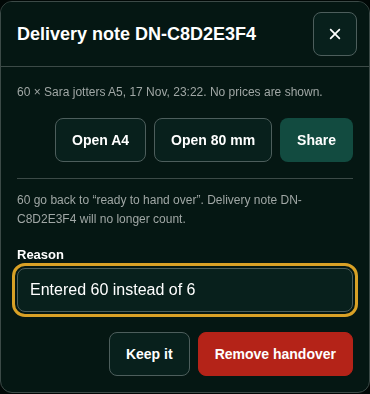 Delivery note DN-C8D2E3F4
60 × Sara jotters A5, 17 Nov, 23:22. No prices are shown.
Open A4
Open 80 mm
Share
60 go back to “ready to hand over”. Delivery note DN-
C8D2E3F4 will no longer count.
Reason
Entered 60 instead of 6
Keep it
Remove handover